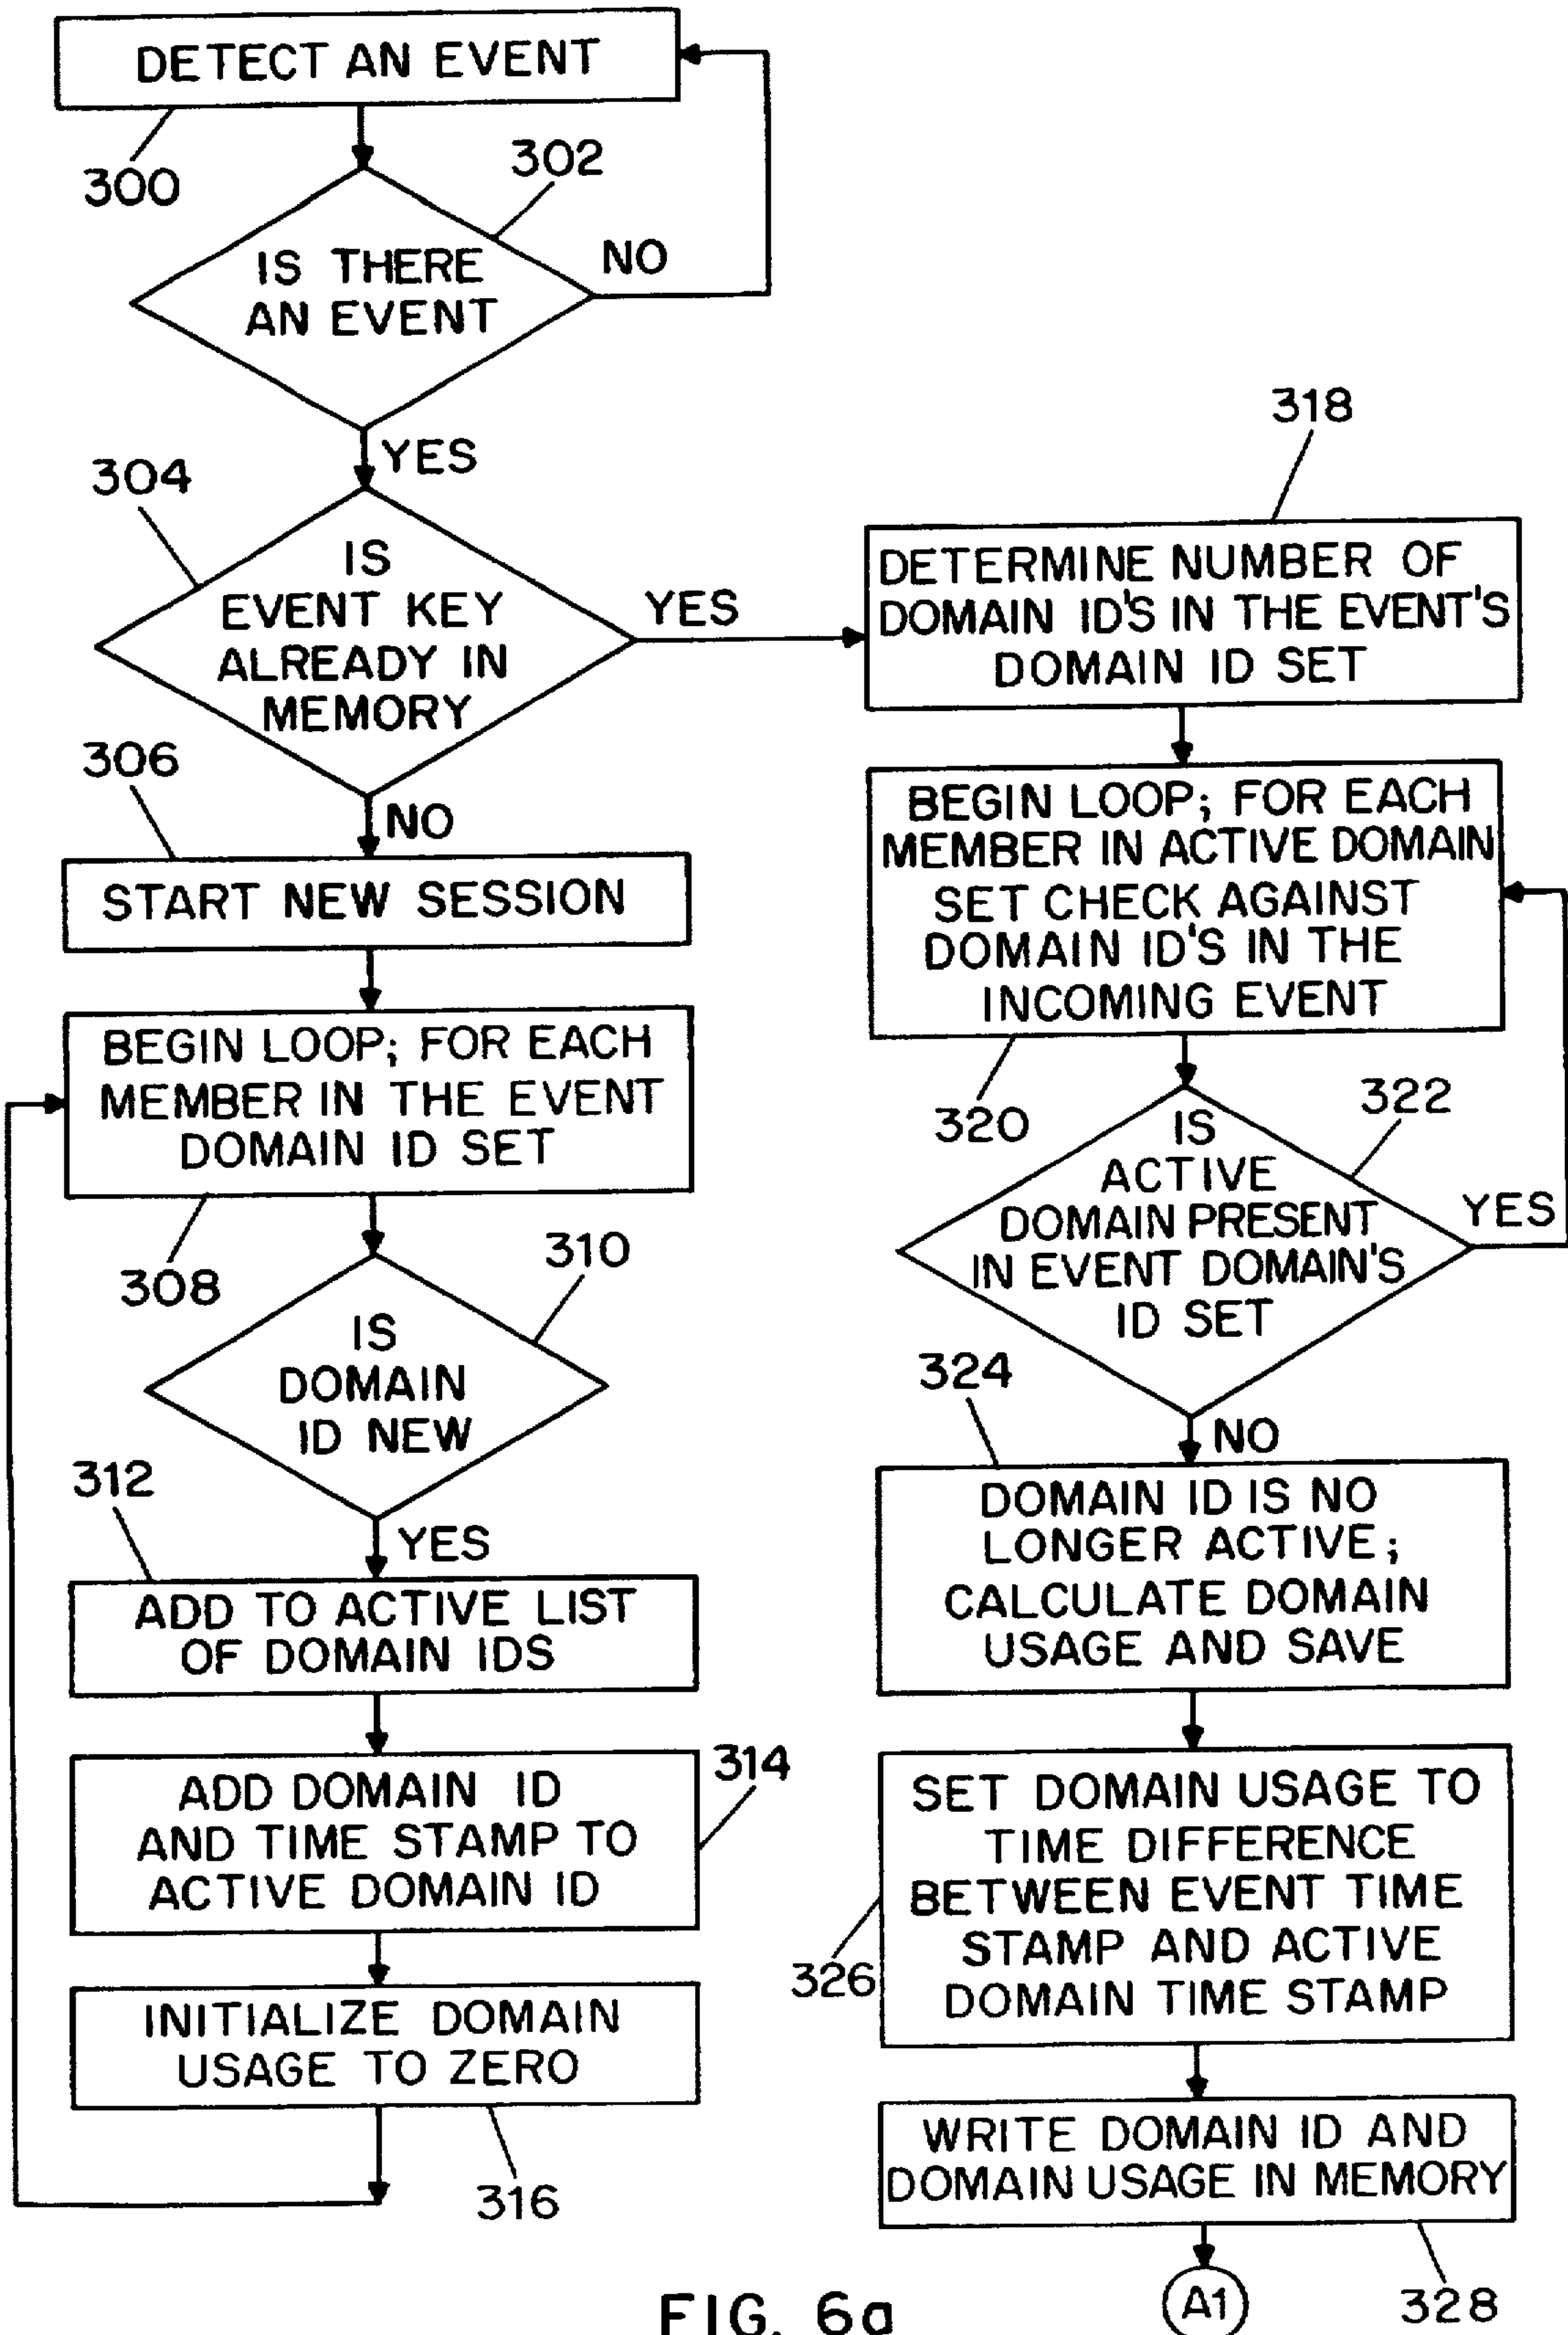 DETECT AN EVENT
300
302
IS THERE
AN EVENT
NO
YES
304
IS
EVENT KEY
ALREADY IN
MEMORY
YES
NO
306
START NEW SESSION
BEGIN LOOP; FOR EACH
MEMBER IN THE EVENT
DOMAIN ID SET
308
310
IS
DOMAIN
ID NEW
312
YES
ADD TO ACTIVE LIST
OF DOMAIN IDS
ADD DOMAIN ID
AND TIME STAMP TO
ACTIVE DOMAIN ID
314
INITIALIZE DOMAIN
USAGE TO ZERO
316
318
DETERMINE NUMBER OF
DOMAIN ID'S IN THE EVENT'S
DOMAIN ID SET
BEGIN LOOP; FOR EACH
MEMBER IN ACTIVE DOMAIN
SET CHECK AGAINST
DOMAIN ID'S IN THE
INCOMING EVENT
320
322
IS
ACTIVE
DOMAIN PRESENT
IN EVENT DOMAIN'S
ID SET
YES
324
NO
DOMAIN ID IS NO
LONGER ACTIVE;
CALCULATE DOMAIN
USAGE AND SAVE
SET DOMAIN USAGE TO
TIME DIFFERENCE
BETWEEN EVENT TIME
STAMP AND ACTIVE
DOMAIN TIME STAMP
326
WRITE DOMAIN ID AND
DOMAIN USAGE IN MEMORY
328
A1
FIG. 6a